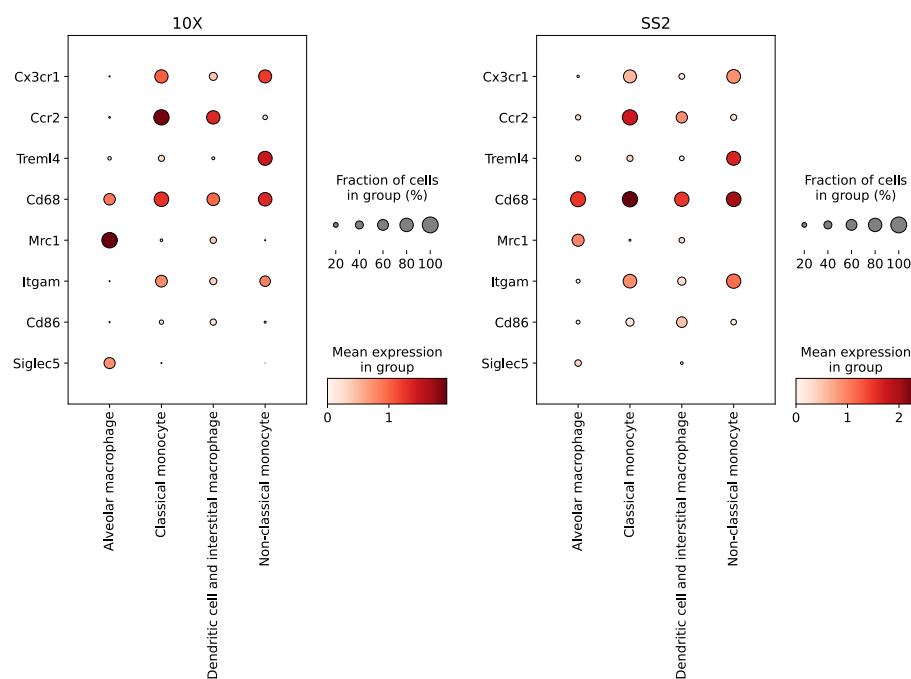 10X
Cx3cr1
Ccr2
Treml4
Cd68
Mrc1
Itgam
Cd86
Siglec5
Alveolar macrophage
Classical monocyte
Dendritic cell and interstital macrophage
Non-classical monocyte
Fraction of cells
in group (%)
20 40 60 80 100
Mean expression
in group
0 1
SS2
Cx3cr1
Ccr2
Treml4
Cd68
Mrc1
Itgam
Cd86
Siglec5
Alveolar macrophage
Classical monocyte
Dendritic cell and interstital macrophage
Non-classical monocyte
Fraction of cells
in group (%)
20 40 60 80 100
Mean expression
in group
0 1 2